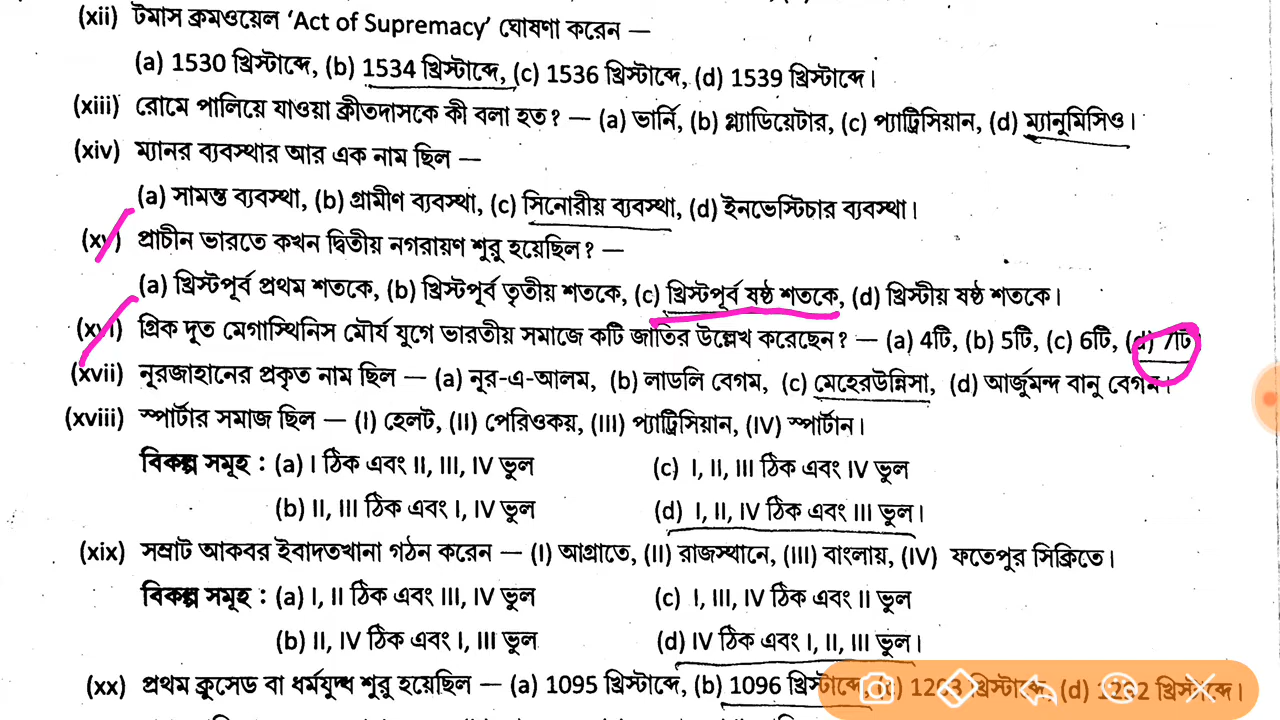 (xii) টমাস ক্রমওয়েল ‘Act of Supremacy’ ঘোষণা করেন —
(a) 1530 খ্রিস্টাব্দে, (b) 1534 খ্রিস্টাব্দে, (c) 1536 খ্রিস্টাব্দে, (d) 1539 খ্রিস্টাব্দে।
(xiii) রোমে পালিয়ে যাওয়া ক্রীতদাসকে কী বলা হত? — (a) ভার্নি, (b) গ্ল্যাডিয়েটার, (c) প্যাট্রিসিয়ান, (d) ম্যানুমিসিও।
(xiv) ম্যানর ব্যবস্থার আর এক নাম ছিল —
(a) সামন্ত ব্যবস্থা, (b) গ্রামীণ ব্যবস্থা, (c) সিনোরীয় ব্যবস্থা, (d) ইনভেস্টিচার ব্যবস্থা।
(xv) প্রাচীন ভারতে কখন দ্বিতীয় নগরায়ণ শুরু হয়েছিল? —
(a) খ্রিস্টপূর্ব প্রথম শতকে, (b) খ্রিস্টপূর্ব তৃতীয় শতকে, (c) খ্রিস্টপূর্ব ষষ্ঠ শতকে, (d) খ্রিস্টীয় ষষ্ঠ শতকে।
(xvi) গ্রিক দূত মেগাস্থিনিস মৌর্য যুগে ভারতীয় সমাজে কটি জাতির উল্লেখ করেছেন? — (a) 4টি, (b) 5টি, (c) 6টি, (d) 7টি
(xvii) নূরজাহানের প্রকৃত নাম ছিল — (a) নূর-এ-আলম, (b) লাডলি বেগম, (c) মেহেরউন্নিসা, (d) আর্জুমন্দ বানু বেগম।
(xviii) স্পার্টার সমাজ ছিল — (I) হেলট, (II) পেরিওকয়, (III) প্যাট্রিসিয়ান, (IV) স্পার্টান।
বিকল্প সমূহ : (a) I ঠিক এবং II, III, IV ভুল (c) I, II, III ঠিক এবং IV ভুল
(b) II, III ঠিক এবং I, IV ভুল (d) I, II, IV ঠিক এবং III ভুল।
(xix) সম্রাট আকবর ইবাদতখানা গঠন করেন — (I) আগ্রাতে, (II) রাজস্থানে, (III) বাংলায়, (IV) ফতেপুর সিক্রিতে।
বিকল্প সমূহ : (a) I, II ঠিক এবং III, IV ভুল (c) I, III, IV ঠিক এবং II ভুল
(b) II, IV ঠিক এবং I, III ভুল (d) IV ঠিক এবং I, II, III ভুল।
(xx) প্রথম ক্রুসেড বা ধর্মযুদ্ধ শুরু হয়েছিল — (a) 1095 খ্রিস্টাব্দে, (b) 1096 খ্রিস্টাব্দে, খ্রিস্টাব্দে, (d) খ্রিস্টাব্দে।